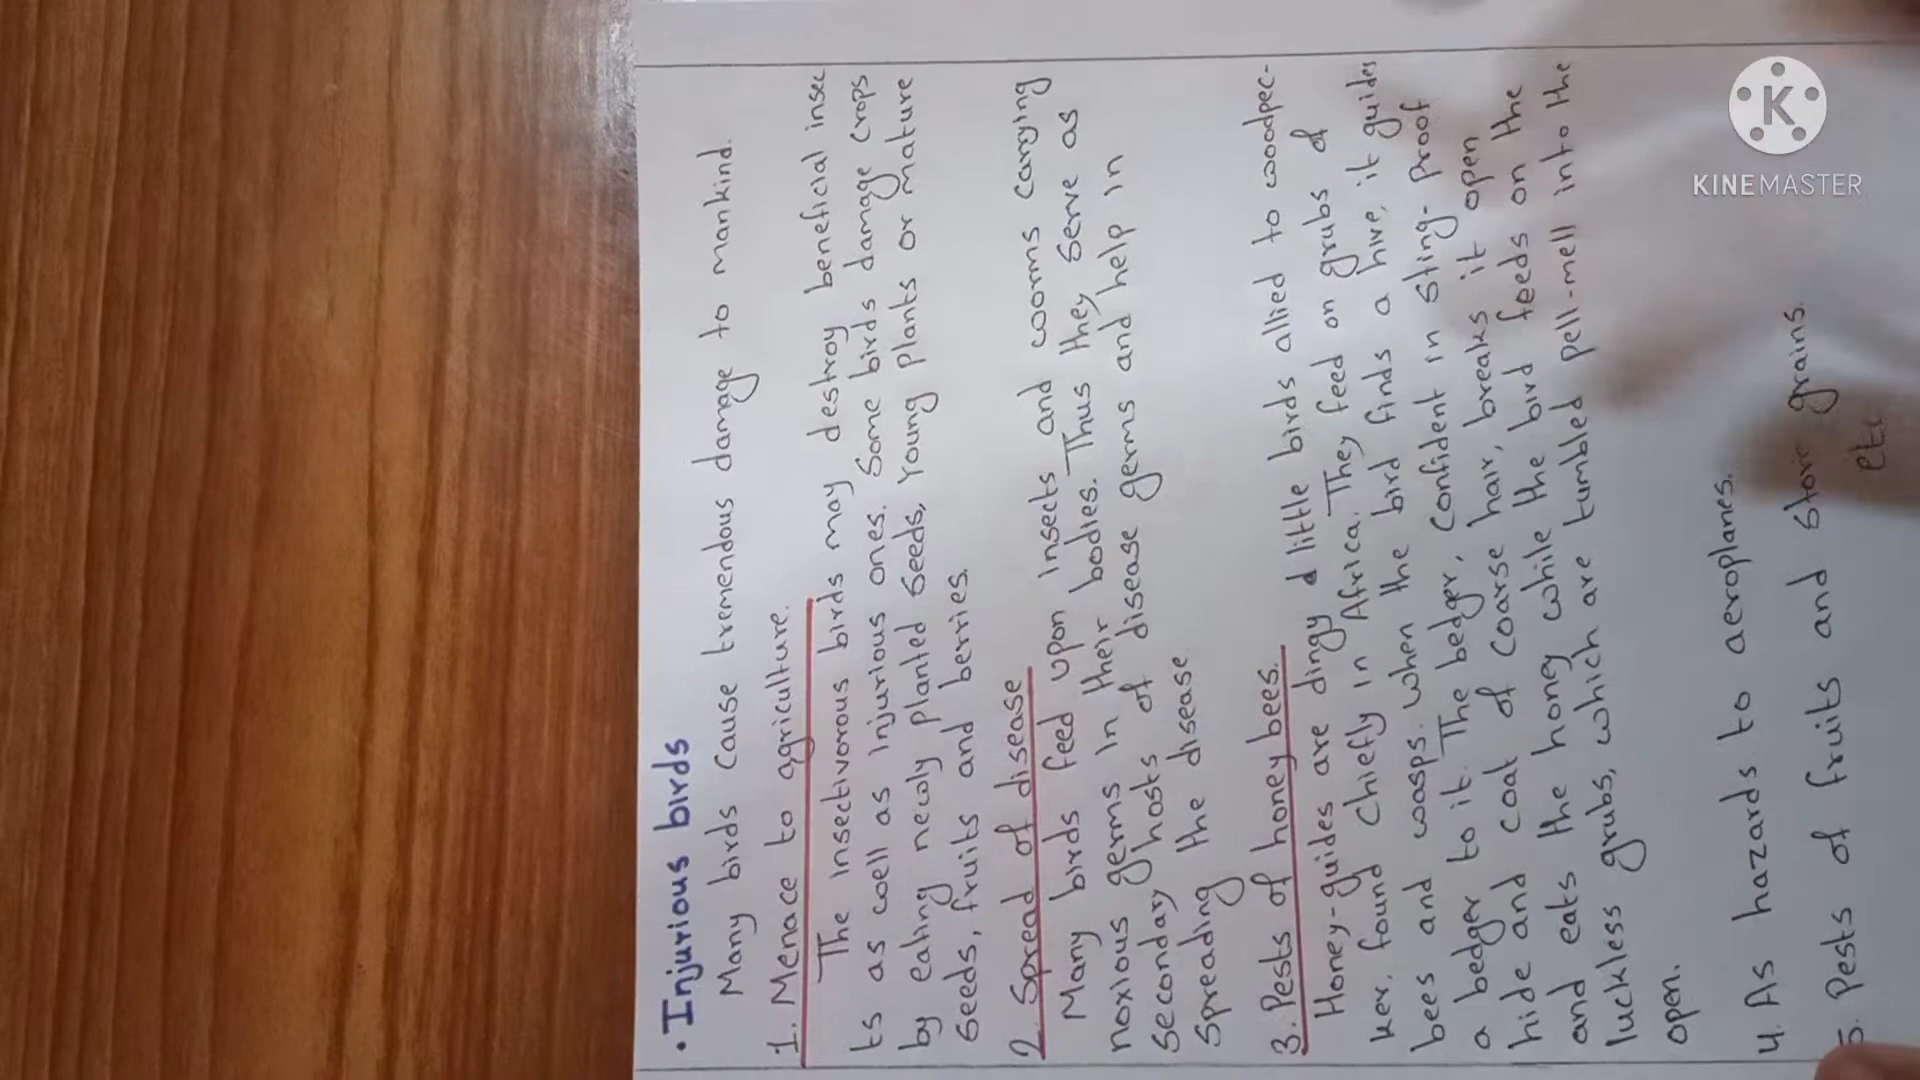 • Injurious birds
Many birds cause tremendous damage to mankind.
1. Menace to agriculture.
The insectivorous birds may destroy beneficial insec
ts as well as injurious ones. Some birds damage crops
by eating newly planted seeds, Young plants or mature
seeds, fruits and berries.
2. Spread of disease
Many birds feed upon insects and worms carrying
noxious germs in their bodies. Thus they serve as
secondary hosts of disease germs and help in
spreading the disease
3. Pests of honeybees.
Honey-guides are dingy little birds allied to woodpec-
ker. found chiefly in Africa. They feed on grubs of
bees and wasps. when the bird finds a hive, it guides
a bedger to it. The bedger, confident in sting-proof
hide and coat of coarse hair, breaks it open
and eats the honey while the bird feeds on the
luckless grubs, which are tumbled pell-mell into the
open.
4. As hazards to aeroplanes.
5. Pests of fruits and store grains.
etc
K
KINEMASTER